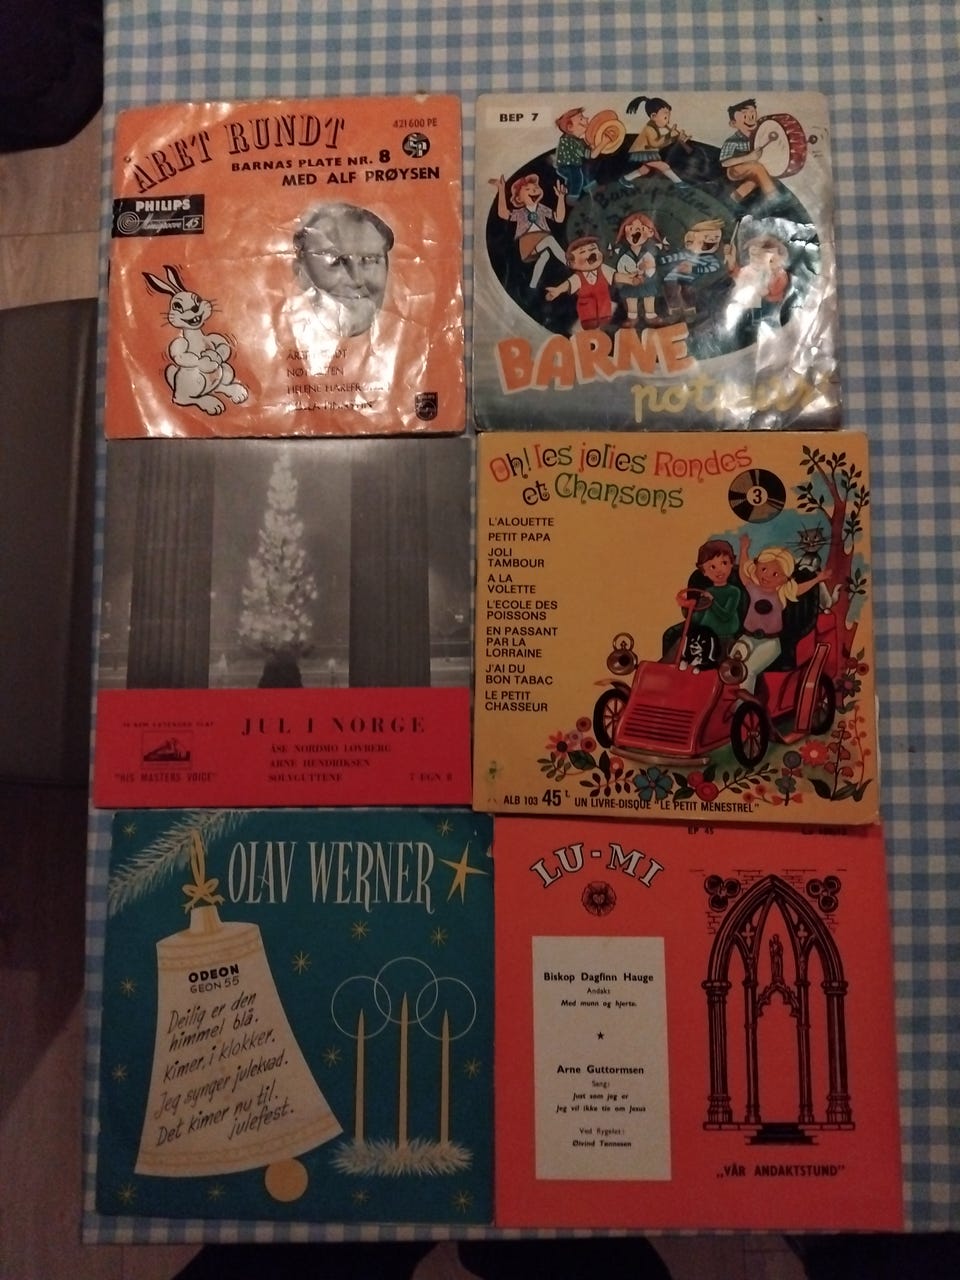 ÅRET RUNDT
421 600 PE
BARNAS PLATE NR. 8
MED ALF PRØYSEN
PHILIPS
Minigroove 45
BEP 7
BARNE
Oh! les jolies Rondes
et Chansons
3
L'ALOUETTE
PETIT PAPA
JOLI
TAMBOUR
A LA
VOLETTE
L'ECOLE DES
POISSONS
EN PASSANT
PAR LA
LORRAINE
J'AI DU
BON TABAC
LE PETIT
CHASSEUR
ALB 103 45 t. UN LIVRE-DISQUE "LE PETIT MENESTREL"
JUL I NORGE
ÅSE NORDMO LØVBERG
ARNE HENDRIKSEN
SØLVGUTTENE
7 EGN 8
"HIS MASTERS VOICE"
OLAV WERNER
ODEON
GEON 55
Deilig er den
himmel blå.
Kimer, i klokker.
Jeg synger julekvad.
Det kimer nu til
julefest.
EP 45
LU-MI
Biskop Dagfinn Hauge
Andakt
Med munn og hjerte.
Arne Guttormsen
Sang:
Just som jeg er
Jeg vil ikke tie om Jesus
Ved flygelet:
Øivind Tønnesen
„VÅR ANDAKTSTUND"